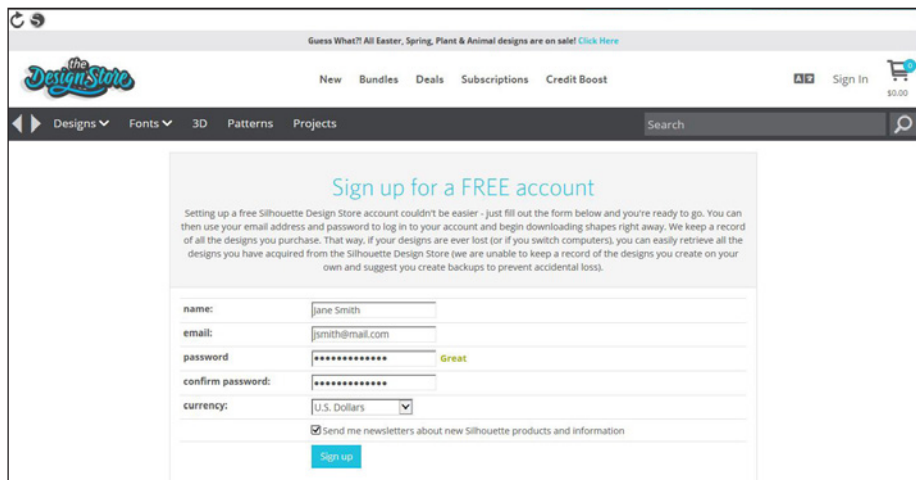 Guess What?! All Easter, Spring, Plant & Animal designs are on sale! Click Here
the
Design Store
New Bundles Deals Subscriptions Credit Boost
Sign In
0
$0.00
Designs Fonts 3D Patterns Projects
Search
Sign up for a FREE account
Setting up a free Silhouette Design Store account couldn't be easier - just fill out the form below and you're ready to go. You can
then use your email address and password to log in to your account and begin downloading shapes right away. We keep a record
of all the designs you purchase. That way, if your designs are ever lost (or if you switch computers), you can easily retrieve all the
designs you have acquired from the Silhouette Design Store (we are unable to keep a record of the designs you create on your
own and suggest you create backups to prevent accidental loss).
name: Jane Smith
email: jsmith@mail.com
password ••••••••••••• Great
confirm password: •••••••••••••
currency: U.S. Dollars
Send me newsletters about new Silhouette products and information
Sign up